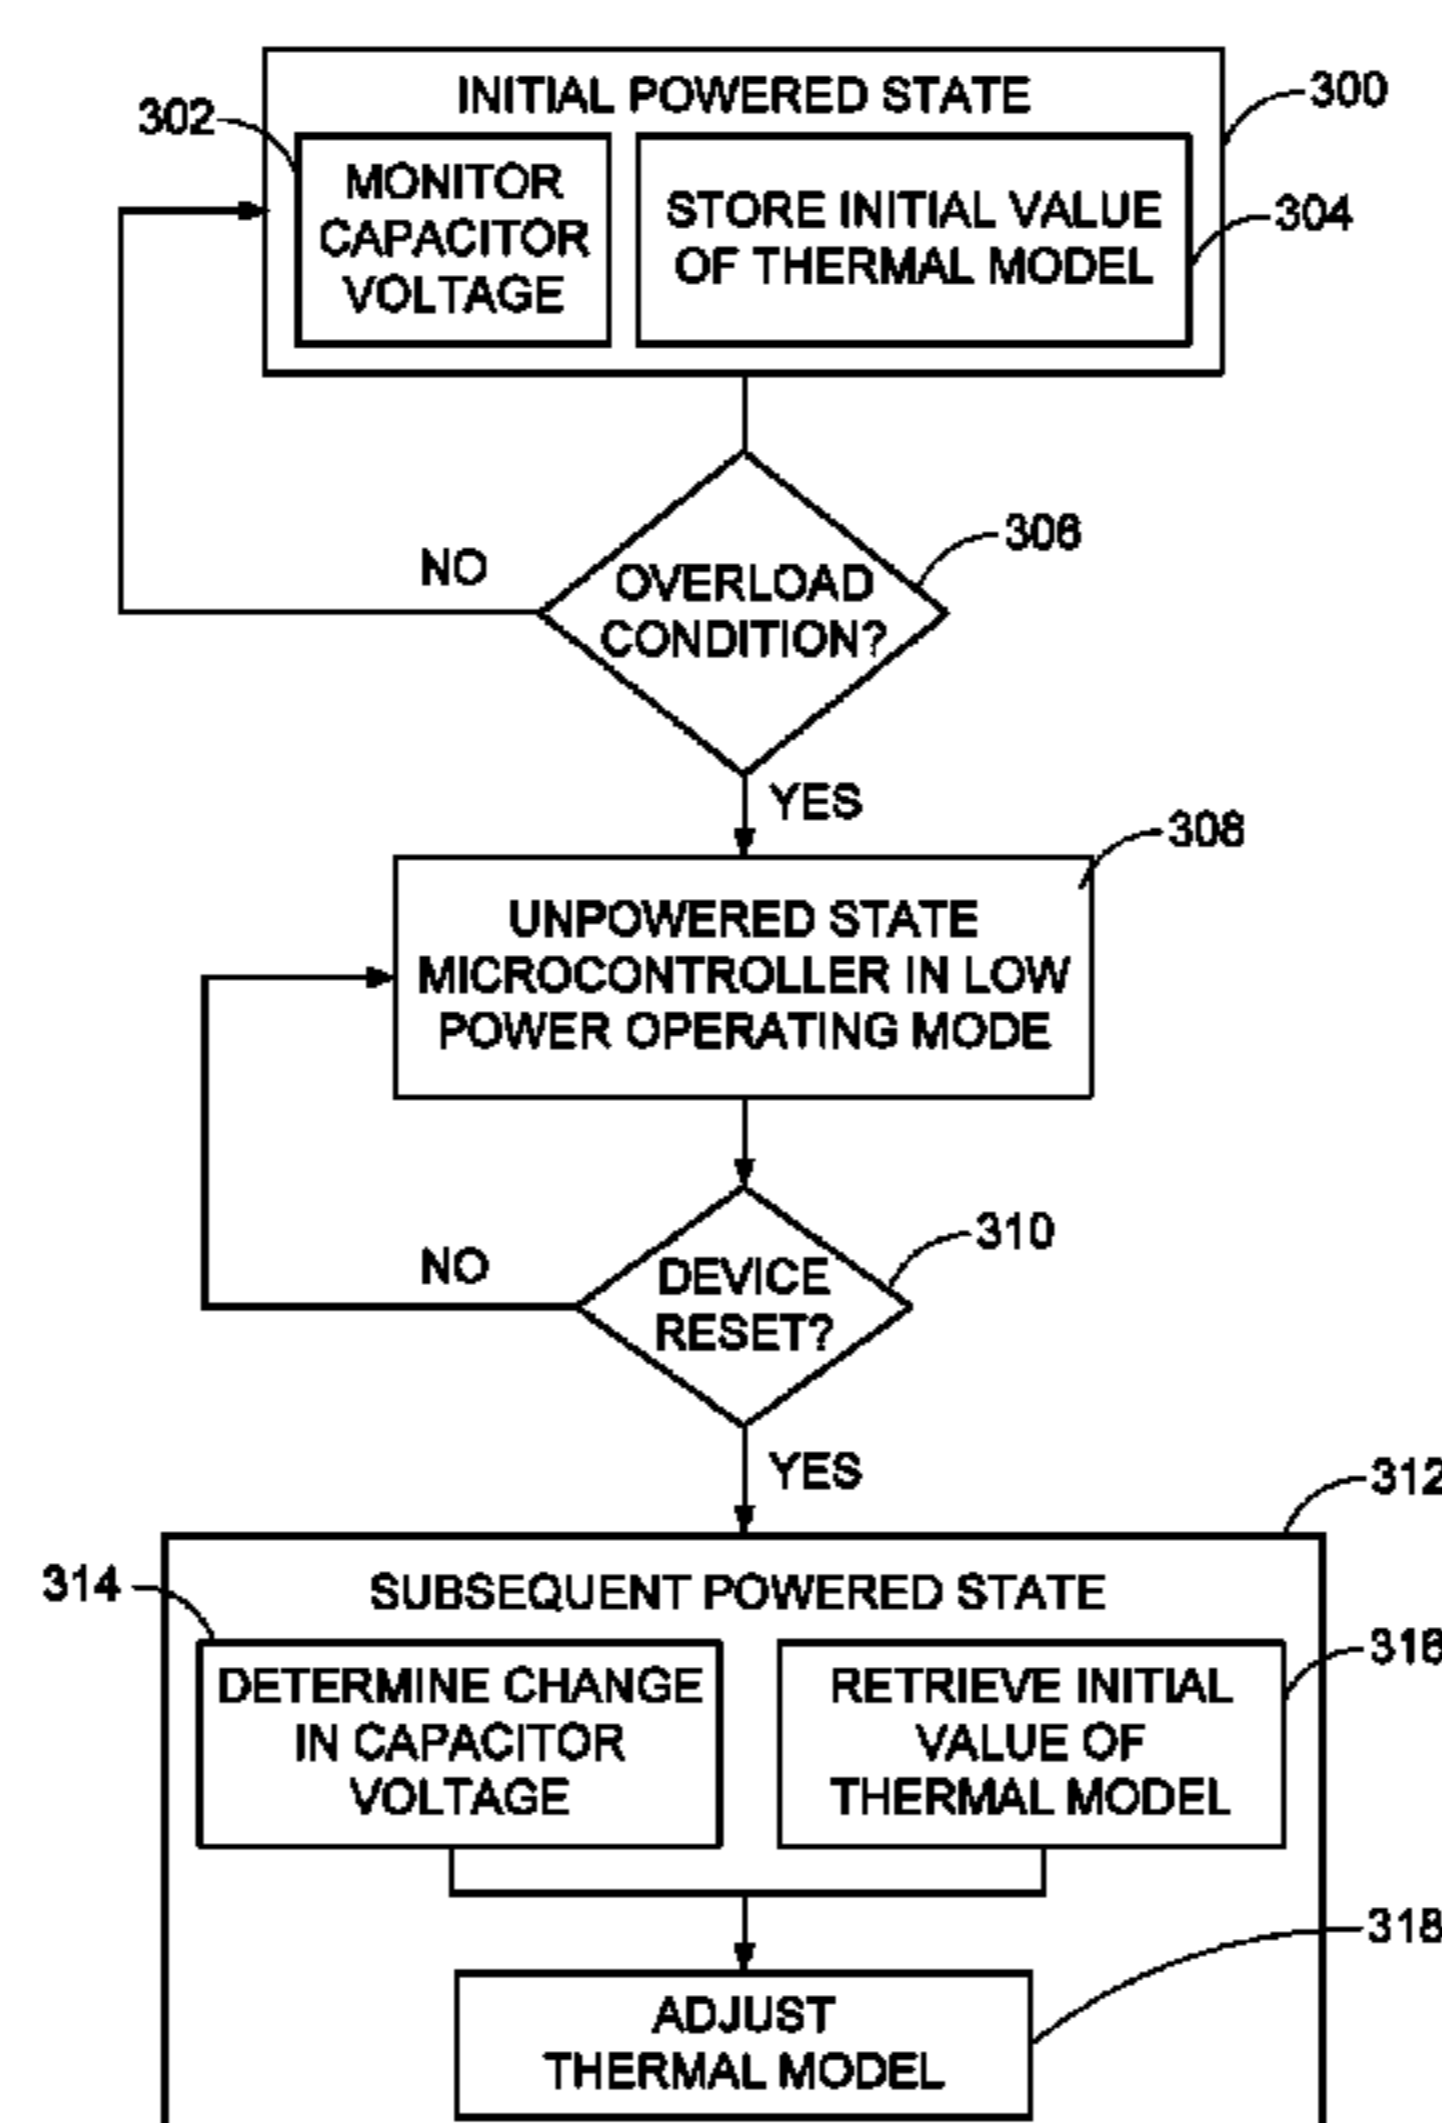 INITIAL POWERED STATE
300
302
MONITOR
CAPACITOR
VOLTAGE
STORE INITIAL VALUE
OF THERMAL MODEL
304
306
NO
OVERLOAD
CONDITION?
YES
308
UNPOWERED STATE
MICROCONTROLLER IN LOW
POWER OPERATING MODE
310
NO
DEVICE
RESET?
YES
312
314
SUBSEQUENT POWERED STATE
316
DETERMINE CHANGE
IN CAPACITOR
VOLTAGE
RETRIEVE INITIAL
VALUE OF
THERMAL MODEL
318
ADJUST
THERMAL MODEL